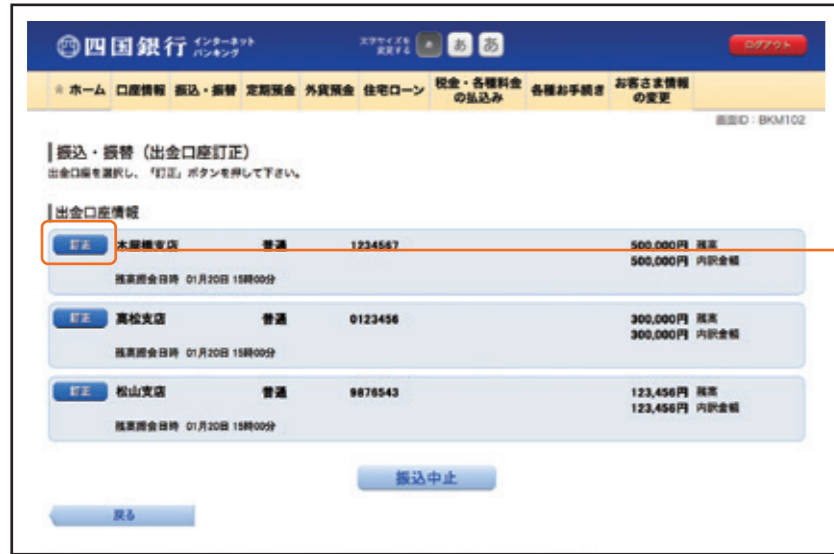 四国銀行 インターネットバンキング
文字サイズを変更する あ あ あ
ログアウト
ホーム 口座情報 振込・振替 定期預金 外貨預金 住宅ローン 税金・各種料金の払込み 各種お手続き お客さま情報の変更
画面ID：BKM102
振込・振替（出金口座訂正）
出金口座を選択し、「訂正」ボタンを押して下さい。
出金口座情報
訂正 木屋橋支店 普通 1234567 500,000円 残高
500,000円 内訳金額
残高照会日時 01月20日 15時00分
訂正 高松支店 普通 0123456 300,000円 残高
300,000円 内訳金額
残高照会日時 01月20日 15時00分
訂正 松山支店 普通 9876543 123,456円 残高
123,456円 内訳金額
残高照会日時 01月20日 15時00分
振込中止
戻る